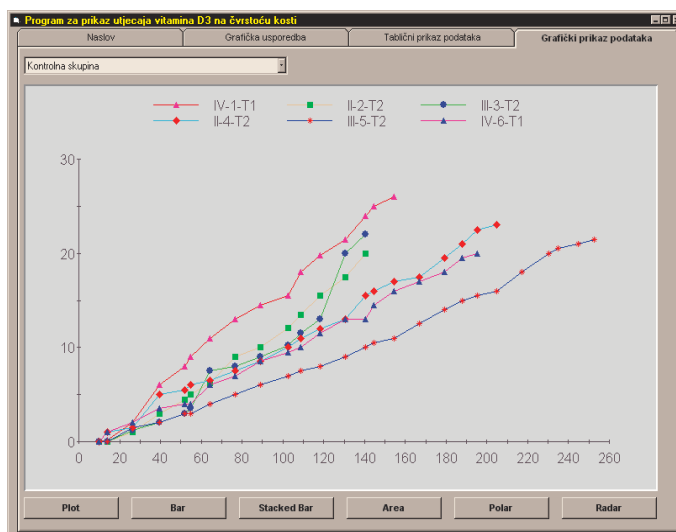 Program za prikaz utjecaja vitamina D3 na čvrstoću kosti
Naslov Grafička usporedba Tablični prikaz podataka Grafički prikaz podataka
Kontrolna skupina
IV-1-T1 II-2-T2 III-3-T2
II-4-T2 III-5-T2 IV-6-T1
30
20
10
0
0 20 40 60 80 100 120 140 160 180 200 220 240 260
Plot Bar Stacked Bar Area Polar Radar